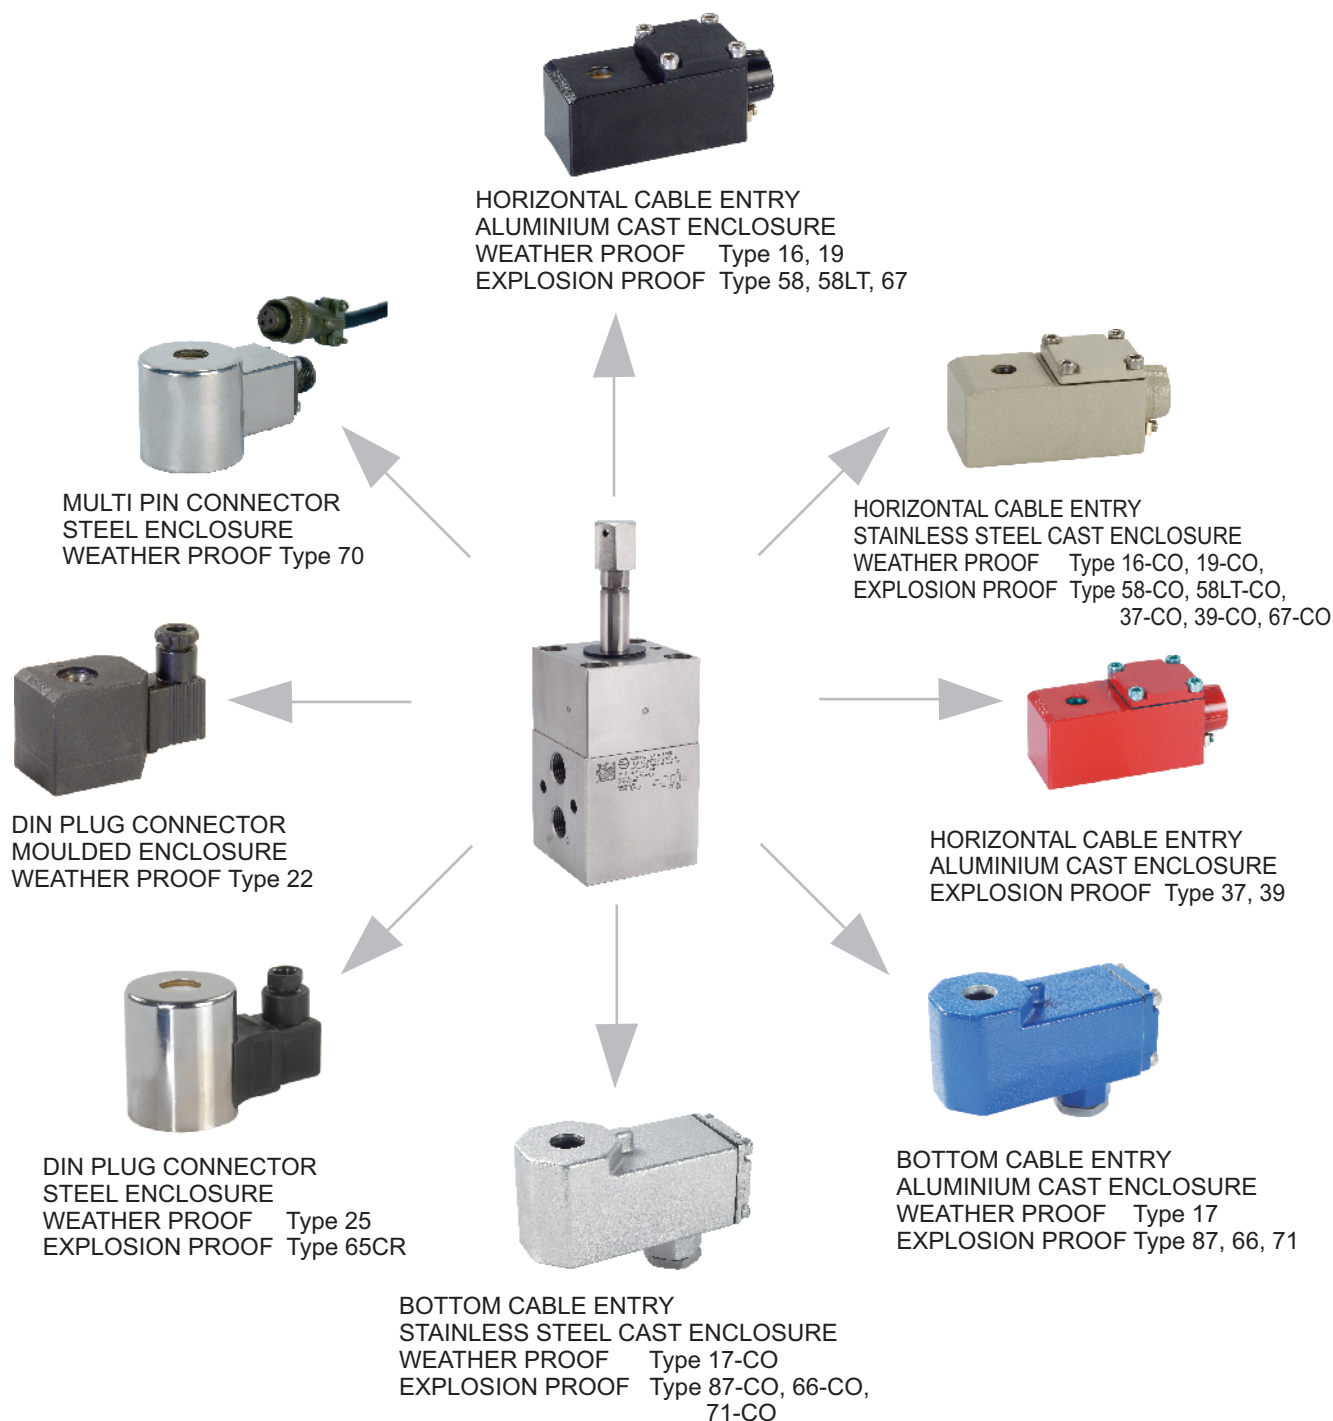 HORIZONTAL CABLE ENTRY
ALUMINIUM CAST ENCLOSURE
WEATHER PROOF Type 16, 19
EXPLOSION PROOF Type 58, 58LT, 67
MULTI PIN CONNECTOR
STEEL ENCLOSURE
WEATHER PROOF Type 70
HORIZONTAL CABLE ENTRY
STAINLESS STEEL CAST ENCLOSURE
WEATHER PROOF Type 16-CO, 19-CO,
EXPLOSION PROOF Type 58-CO, 58LT-CO,
37-CO, 39-CO, 67-CO
DIN PLUG CONNECTOR
MOULDED ENCLOSURE
WEATHER PROOF Type 22
HORIZONTAL CABLE ENTRY
ALUMINIUM CAST ENCLOSURE
EXPLOSION PROOF Type 37, 39
DIN PLUG CONNECTOR
STEEL ENCLOSURE
WEATHER PROOF Type 25
EXPLOSION PROOF Type 65CR
BOTTOM CABLE ENTRY
ALUMINIUM CAST ENCLOSURE
WEATHER PROOF Type 17
EXPLOSION PROOF Type 87, 66, 71
BOTTOM CABLE ENTRY
STAINLESS STEEL CAST ENCLOSURE
WEATHER PROOF Type 17-CO
EXPLOSION PROOF Type 87-CO, 66-CO,
71-CO